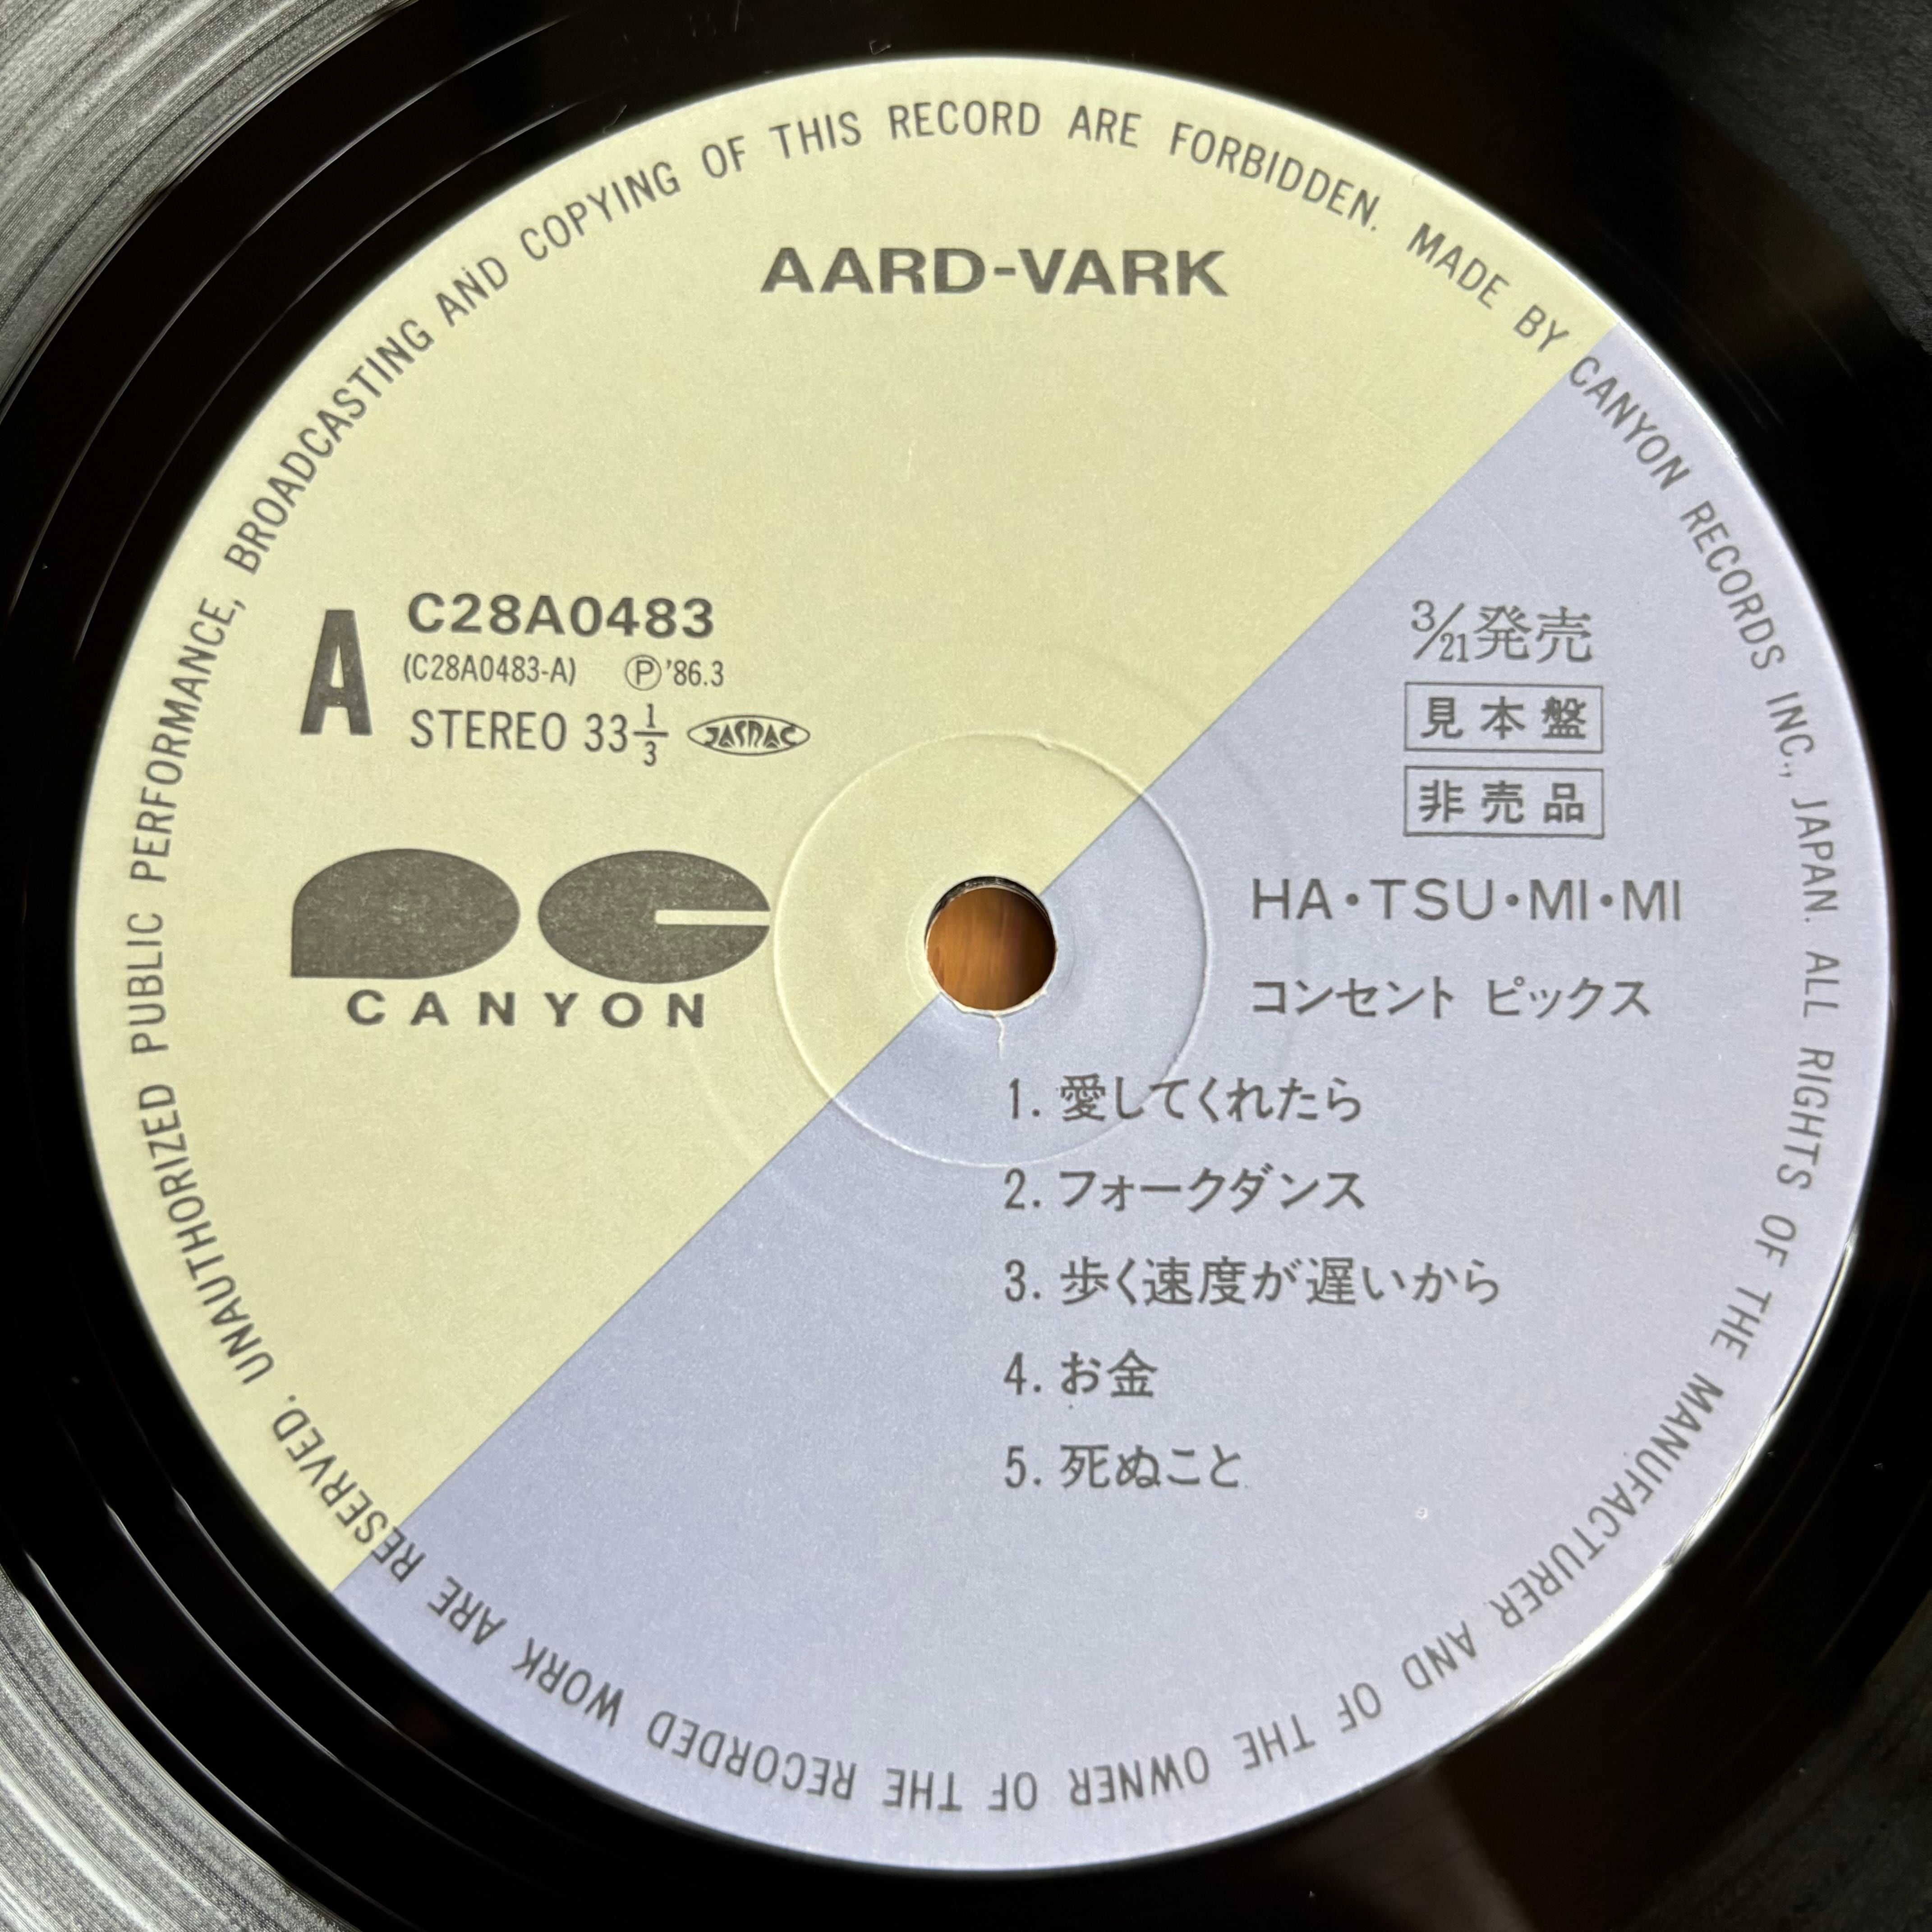 AARD-VARK
A
C28A0483
(C28A0483-A) Ⓟ'86.3
STEREO 33 1/3 JASRAC
PC
CANYON
3/21発売
見本盤
非売品
HA・TSU・MI・MI
コンセント ピックス
1. 愛してくれたら
2. フォークダンス
3. 歩く速度が遅いから
4. お金
5. 死ぬこと
MADE BY CANYON RECORDS INC., JAPAN. ALL RIGHTS OF THE MANUFACTURER AND OF THE OWNER OF THE RECORDED WORK ARE RESERVED. UNAUTHORIZED PUBLIC PERFORMANCE, BROADCASTING AND COPYING OF THIS RECORD ARE FORBIDDEN.